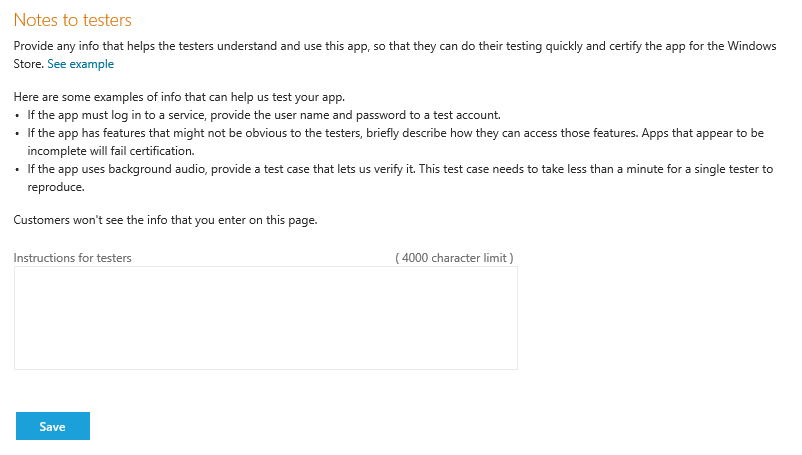 Notes to testers
Provide any info that helps the testers understand and use this app, so that they can do their testing quickly and certify the app for the Windows
Store. See example
Here are some examples of info that can help us test your app.
• If the app must log in to a service, provide the user name and password to a test account.
• If the app has features that might not be obvious to the testers, briefly describe how they can access those features. Apps that appear to be
incomplete will fail certification.
• If the app uses background audio, provide a test case that lets us verify it. This test case needs to take less than a minute for a single tester to
reproduce.
Customers won't see the info that you enter on this page.
Instructions for testers ( 4000 character limit )
Save